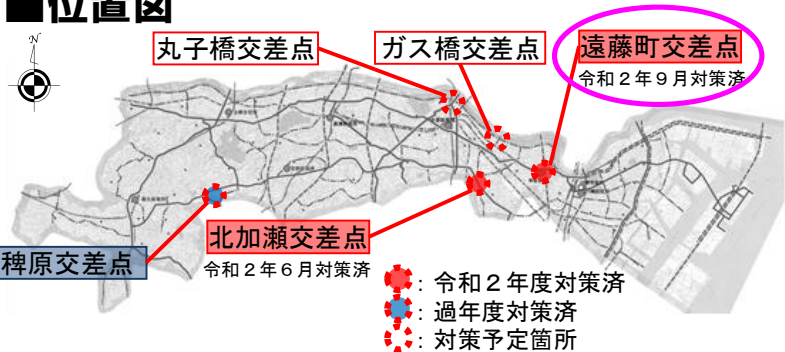 ■位置図
N
丸子橋交差点
ガス橋交差点
遠藤町交差点
令和２年９月対策済
稗原交差点
北加瀬交差点
令和２年６月対策済
：令和２年度対策済
：過年度対策済
：対策予定箇所